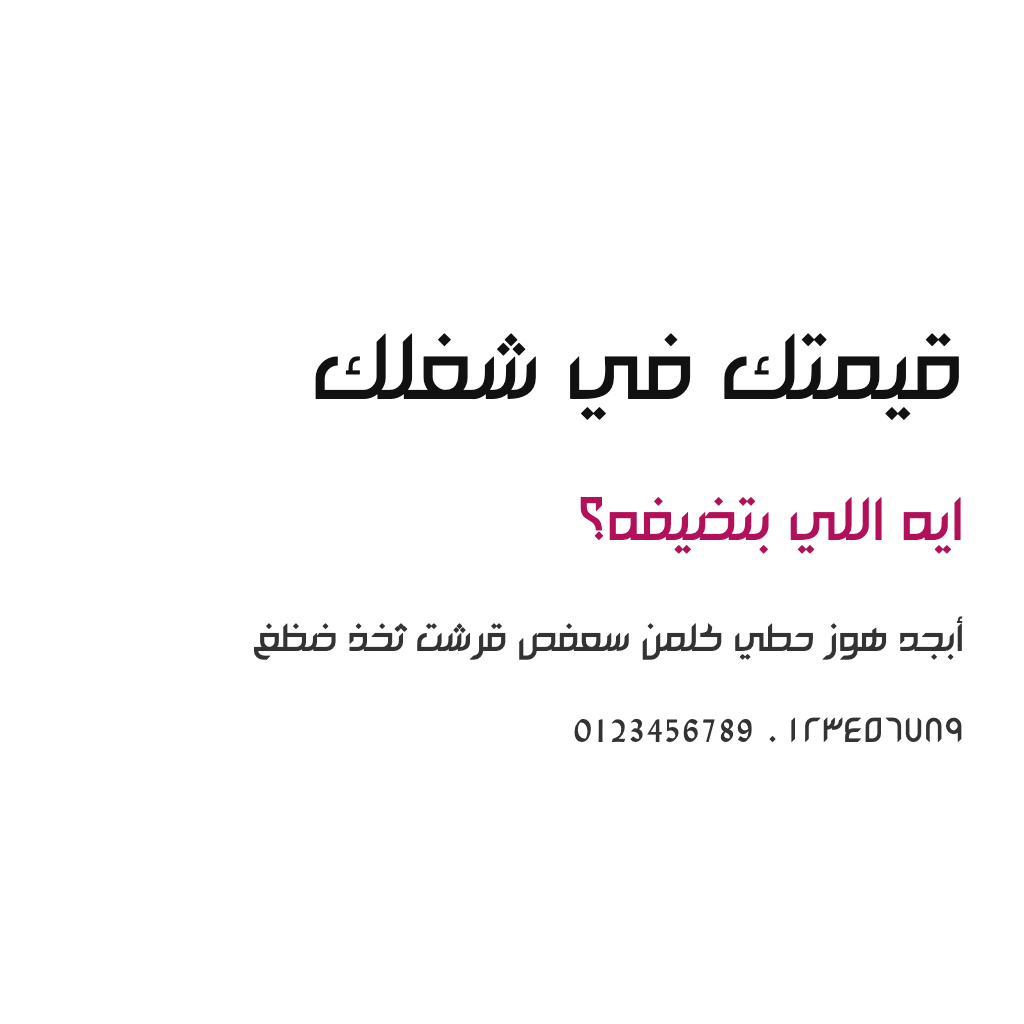 قيمتك في شغلك
ايه اللي بتضيفه؟
أبجد هوز حطي كلمن سعفص قرشت ثخذ ضظغ
0123456789 . ١٢٣٤٥٦٧٨٩